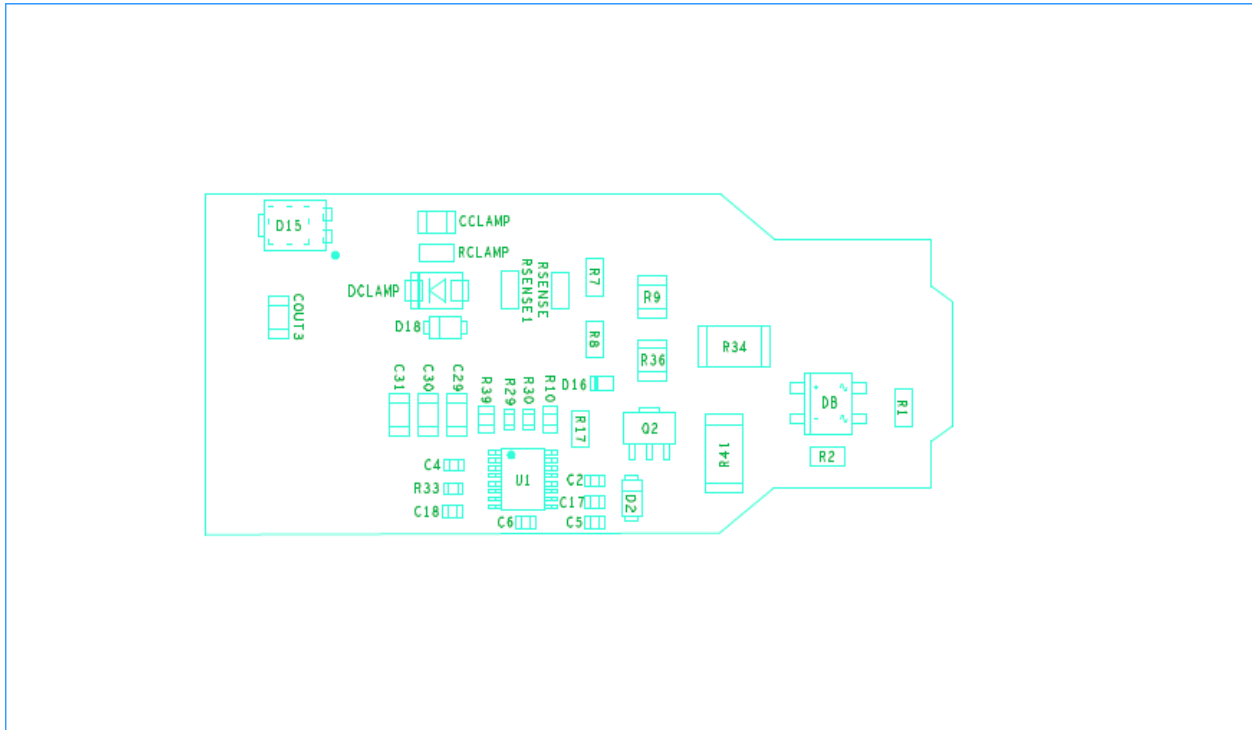 D15
CCLAMP
RCLAMP
DCLAMP
D18
COUT3
RSENSE1
RSENSE
R7
R8
R9
R36
R34
C31
C30
C29
R39
R29
R30
R10
D16
R17
Q2
R41
DB
+
~
-
~
R1
R2
C4
R33
C18
U1
C6
C2
C17
C5
D2